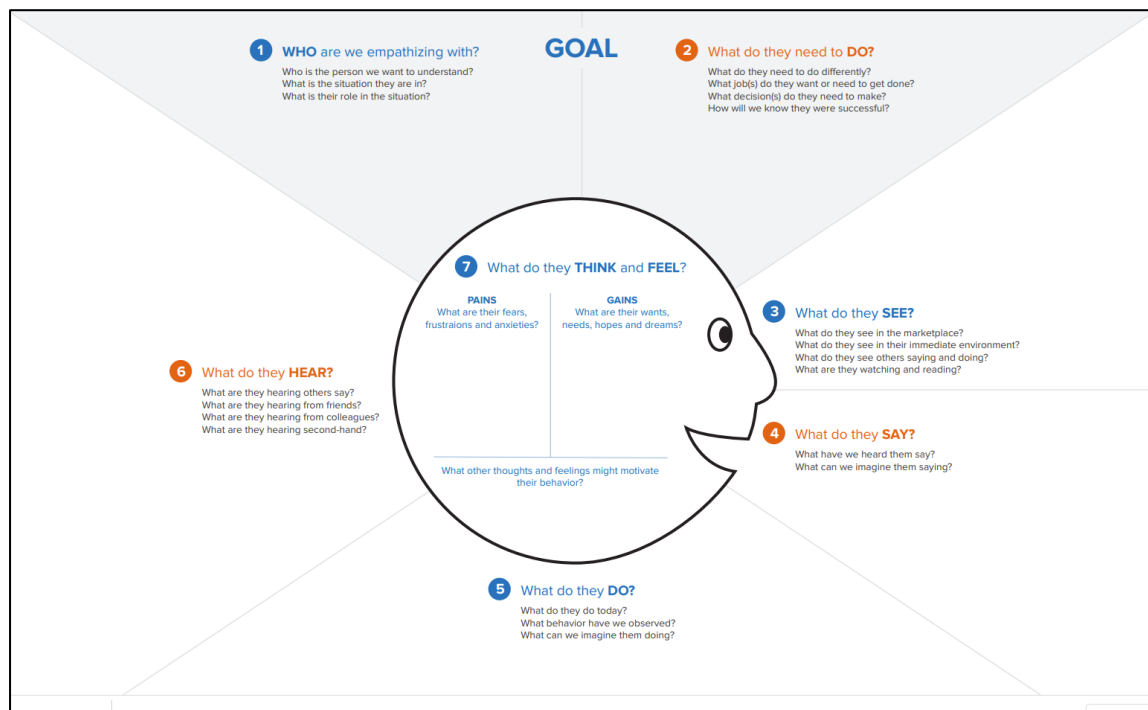 GOAL
1 WHO are we empathizing with?
Who is the person we want to understand?
What is the situation they are in?
What is their role in the situation?
2 What do they need to DO?
What do they need to do differently?
What job(s) do they want or need to get done?
What decision(s) do they need to make?
How will we know they were successful?
3 What do they SEE?
What do they see in the marketplace?
What do they see in their immediate environment?
What do they see others saying and doing?
What are they watching and reading?
4 What do they SAY?
What have we heard them say?
What can we imagine them saying?
5 What do they DO?
What do they do today?
What behavior have we observed?
What can we imagine them doing?
6 What do they HEAR?
What are they hearing others say?
What are they hearing from friends?
What are they hearing from colleagues?
What are they hearing second-hand?
7 What do they THINK and FEEL?
PAINS
What are their fears,
frustraions and anxieties?
GAINS
What are their wants,
needs, hopes and dreams?
What other thoughts and feelings might motivate
their behavior?